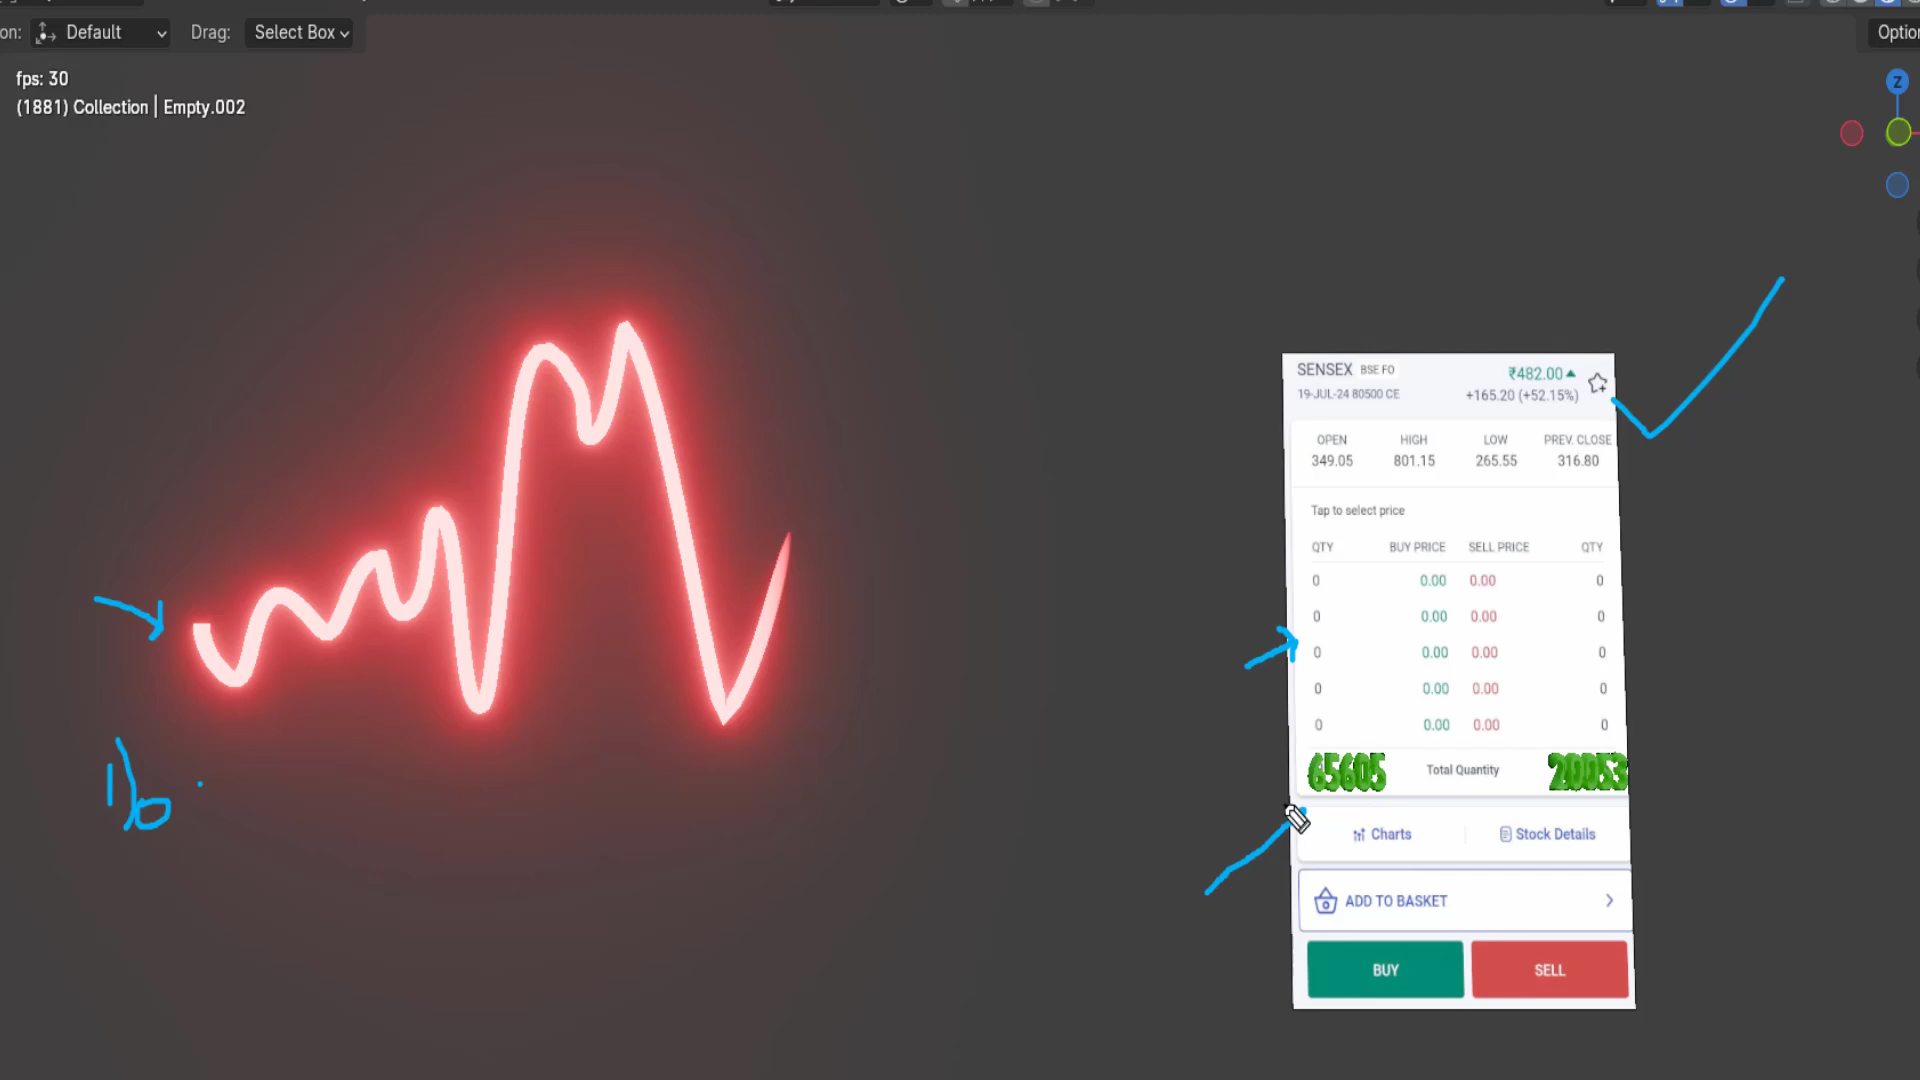 on: Default Drag: Select Box Option
fps: 30
(1881) Collection | Empty.002
Z
SENSEX BSE FO ₹482.00
19-JUL-24 80500 CE +165.20 (+52.15%)
OPEN HIGH LOW PREV. CLOSE
349.05 801.15 265.55 316.80
Tap to select price
QTY BUY PRICE SELL PRICE QTY
0 0.00 0.00 0
0 0.00 0.00 0
0 0.00 0.00 0
0 0.00 0.00 0
0 0.00 0.00 0
65605 Total Quantity 20053
Charts Stock Details
ADD TO BASKET
BUY SELL